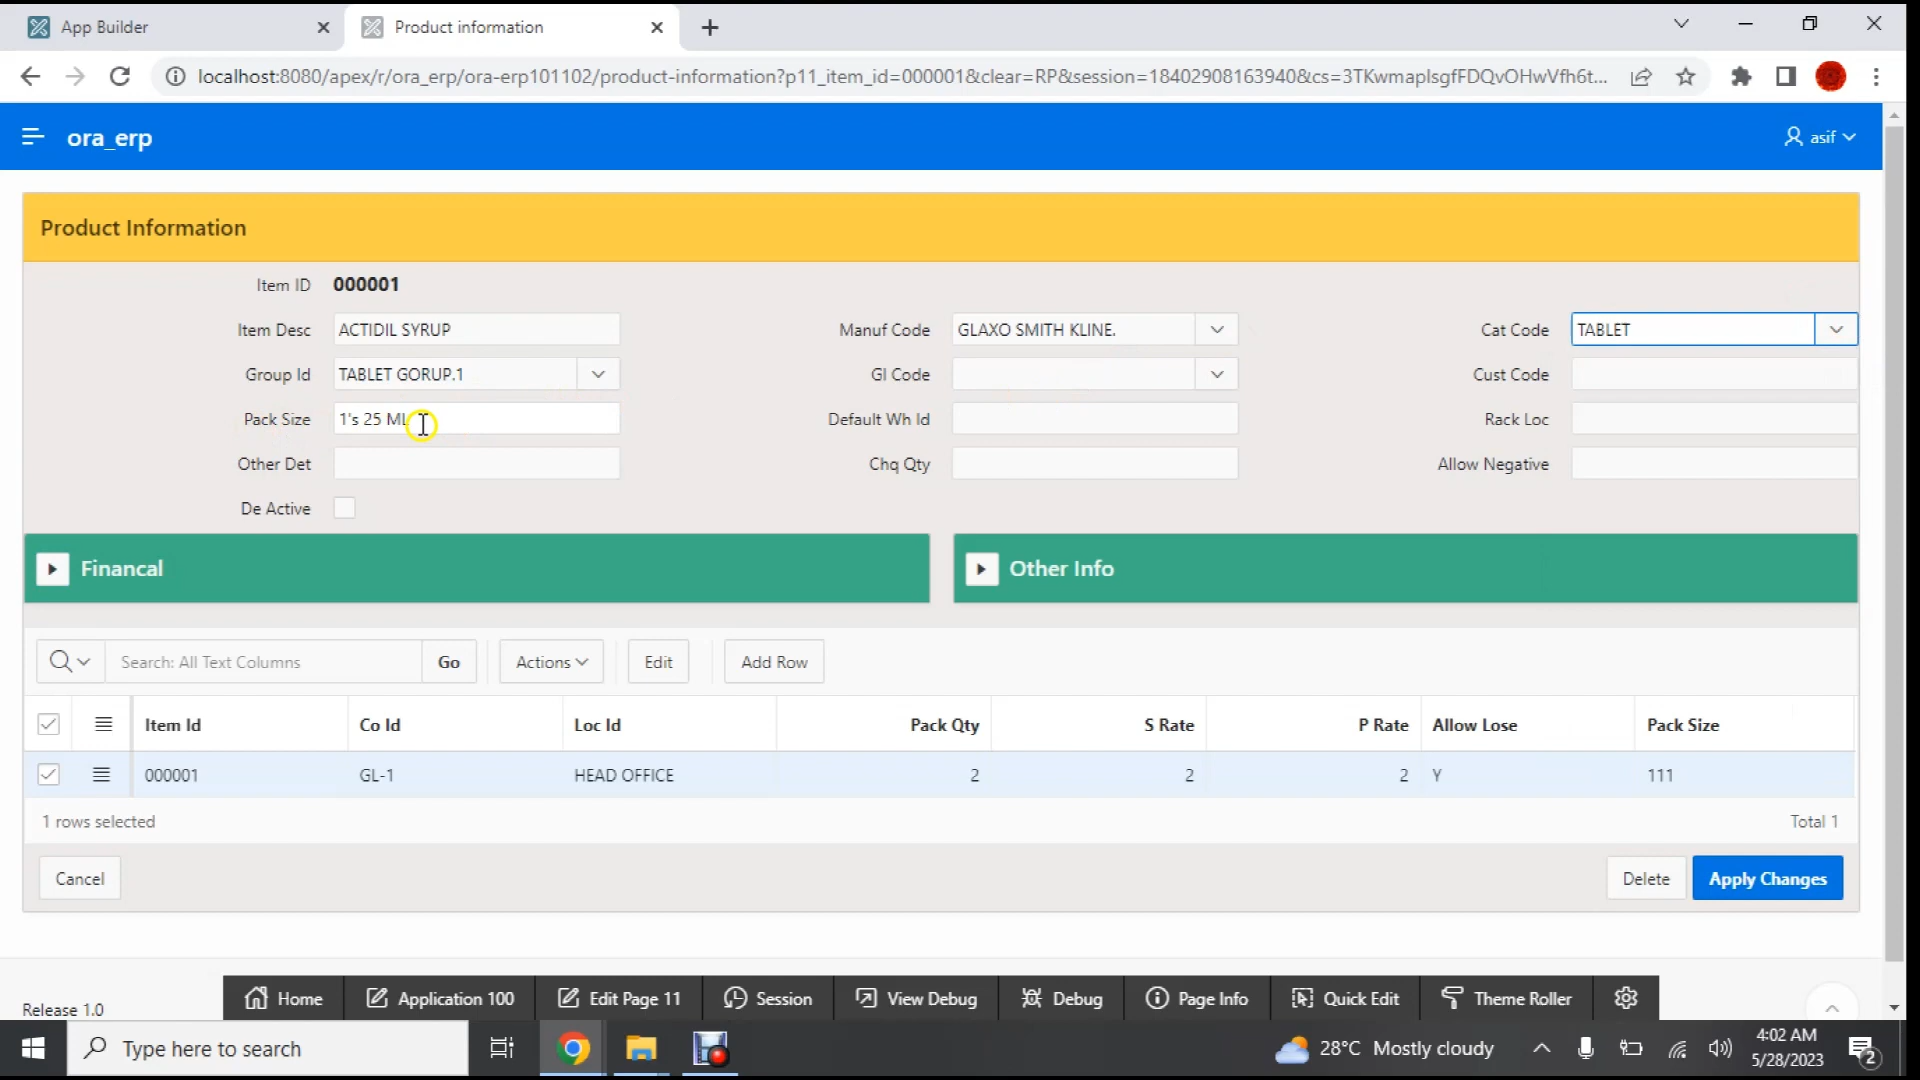 App Builder
Product information
localhost:8080/apex/r/ora_erp/ora-erp101102/product-information?p11_item_id=000001&clear=RP&session=18402908163940&cs=3TKwmaplsgfFDQvOHwVfh6t...
ora_erp
asif
Product Information
Item ID 000001
Item Desc ACTIDIL SYRUP Manuf Code GLAXO SMITH KLINE. Cat Code TABLET
Group Id TABLET GORUP.1 Gl Code Cust Code
Pack Size 1's 25 ML Default Wh Id Rack Loc
Other Det Chq Qty Allow Negative
De Active
Financal Other Info
Search: All Text Columns Go Actions Edit Add Row
Item Id Co Id Loc Id Pack Qty S Rate P Rate Allow Lose Pack Size
000001 GL-1 HEAD OFFICE 2 2 2 Y 111
1 rows selected Total 1
Cancel Delete Apply Changes
Release 1.0 Home Application 100 Edit Page 11 Session View Debug Debug Page Info Quick Edit Theme Roller
Type here to search 28°C Mostly cloudy 4:02 AM
5/28/2023 2